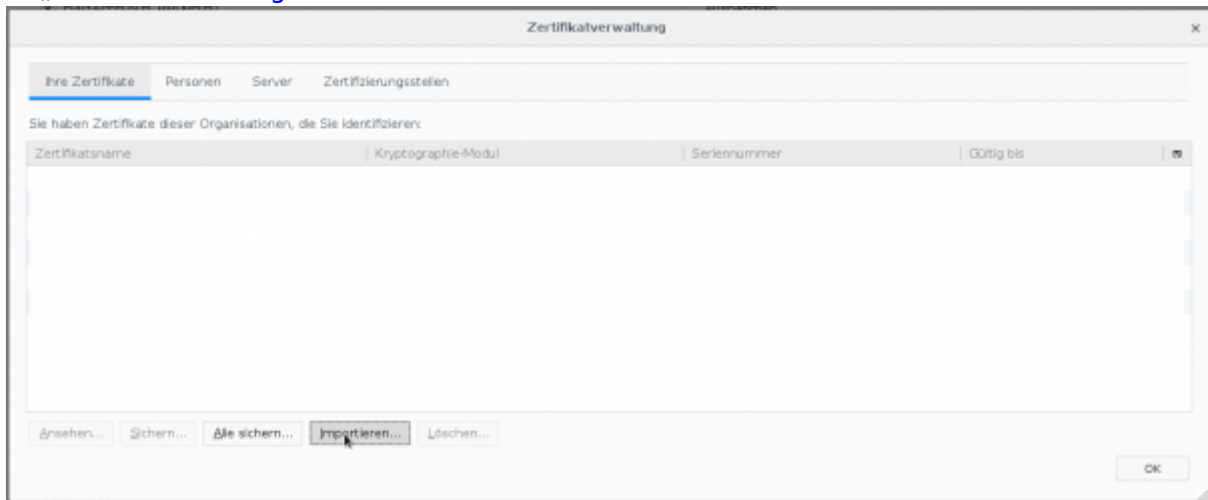 Zertifikatverwaltung
Ihre Zertifikate Personen Server Zertifizierungsstellen
Sie haben Zertifikate dieser Organisationen, die Sie identifizieren:
Zertifikatsname Kryptographie-Modul Seriennummer Gültig bis
Ansehen... Sichern... Alle sichern... Importieren... Löschen...
OK